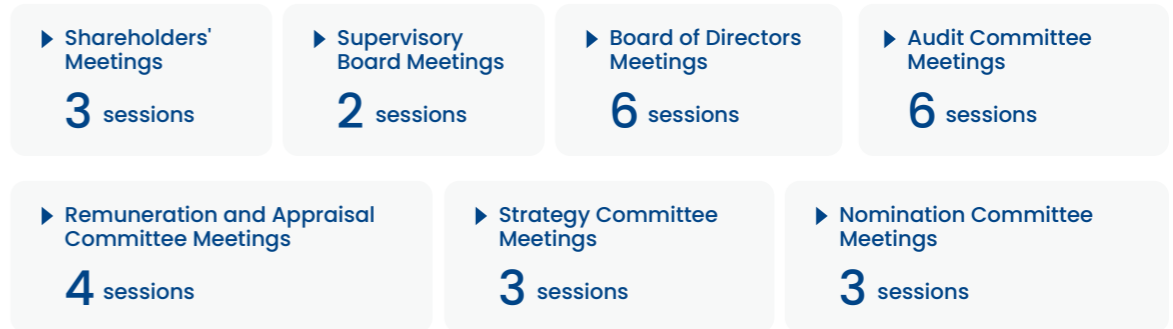 Shareholders'
Meetings
3 sessions
Supervisory
Board Meetings
2 sessions
Board of Directors
Meetings
6 sessions
Audit Committee
Meetings
6 sessions
Remuneration and Appraisal
Committee Meetings
4 sessions
Strategy Committee
Meetings
3 sessions
Nomination Committee
Meetings
3 sessions